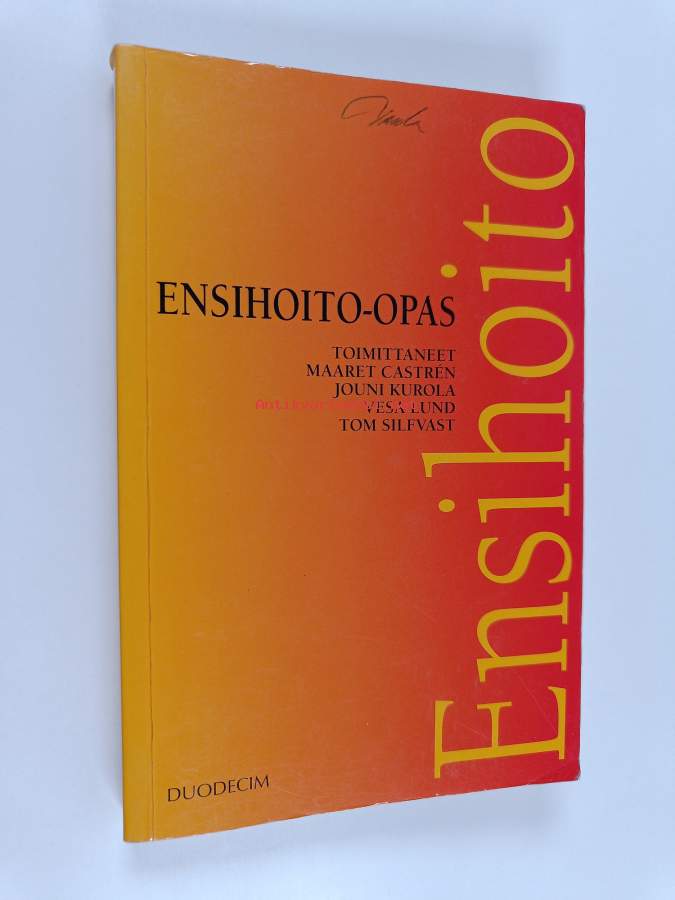 ENSIHOITO-OPAS
TOIMITTANEET
MAARET CASTRÉN
JOUNI KUROLA
VESA LUND
TOM SILFVAST
Ensihoito
DUODECIM